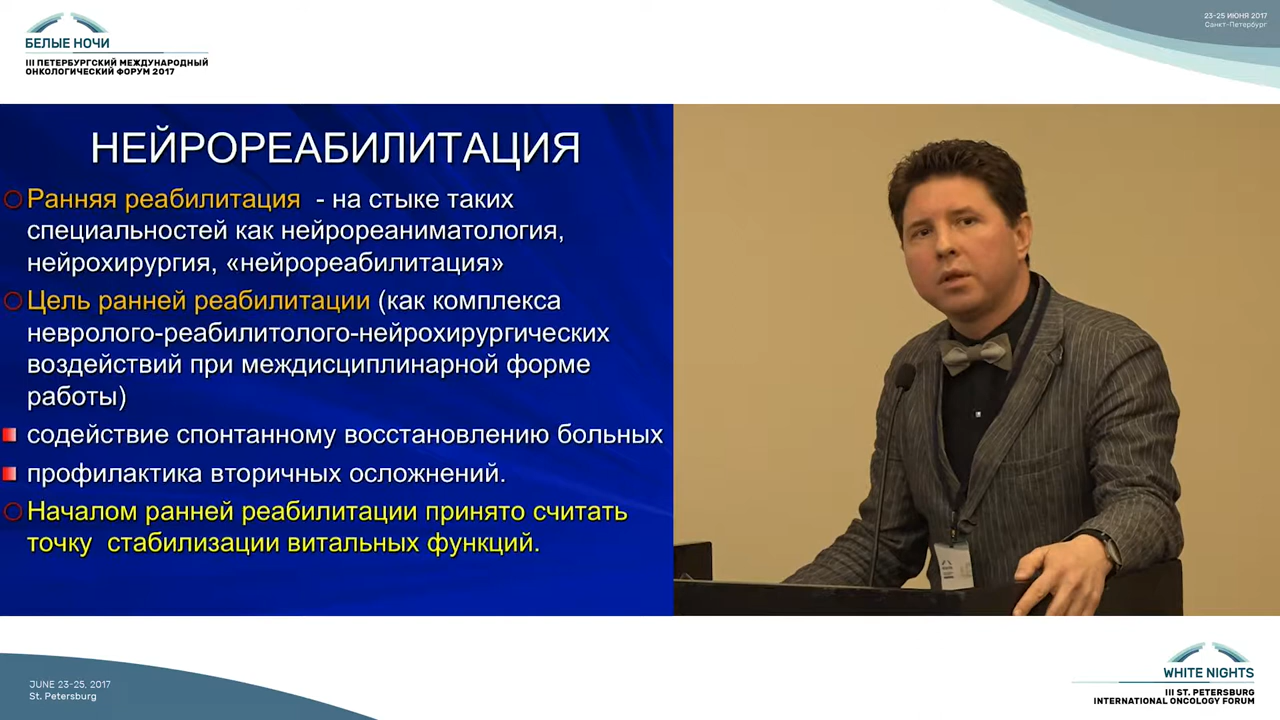 БЕЛЫЕ НОЧИ
III ПЕТЕРБУРГСКИЙ МЕЖДУНАРОДНЫЙ
ОНКОЛОГИЧЕСКИЙ ФОРУМ 2017
23-25 ИЮНЯ 2017
Санкт-Петербург
НЕЙРОРЕАБИЛИТАЦИЯ
Ранняя реабилитация - на стыке таких
специальностей как нейрореаниматология,
нейрохирургия, «нейрореабилитация»
Цель ранней реабилитации (как комплекса
невролого-реабилитолого-нейрохирургических
воздействий при междисциплинарной форме
работы)
содействие спонтанному восстановлению больных
профилактика вторичных осложнений.
Началом ранней реабилитации принято считать
точку стабилизации витальных функций.
JUNE 23-25, 2017
St. Petersburg
WHITE NIGHTS
III ST. PETERSBURG
INTERNATIONAL ONCOLOGY FORUM